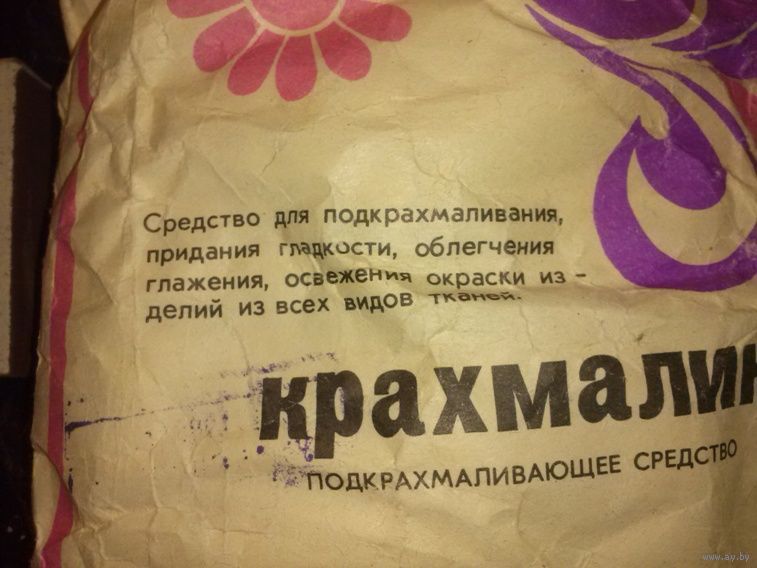 Средство для подкрахмаливания,
придания гладкости, облегчения
глажения, освежения окраски из-
делий из всех видов тканей.
крахмалин
ПОДКРАХМАЛИВАЮЩЕЕ СРЕДСТВО
www.ay.by